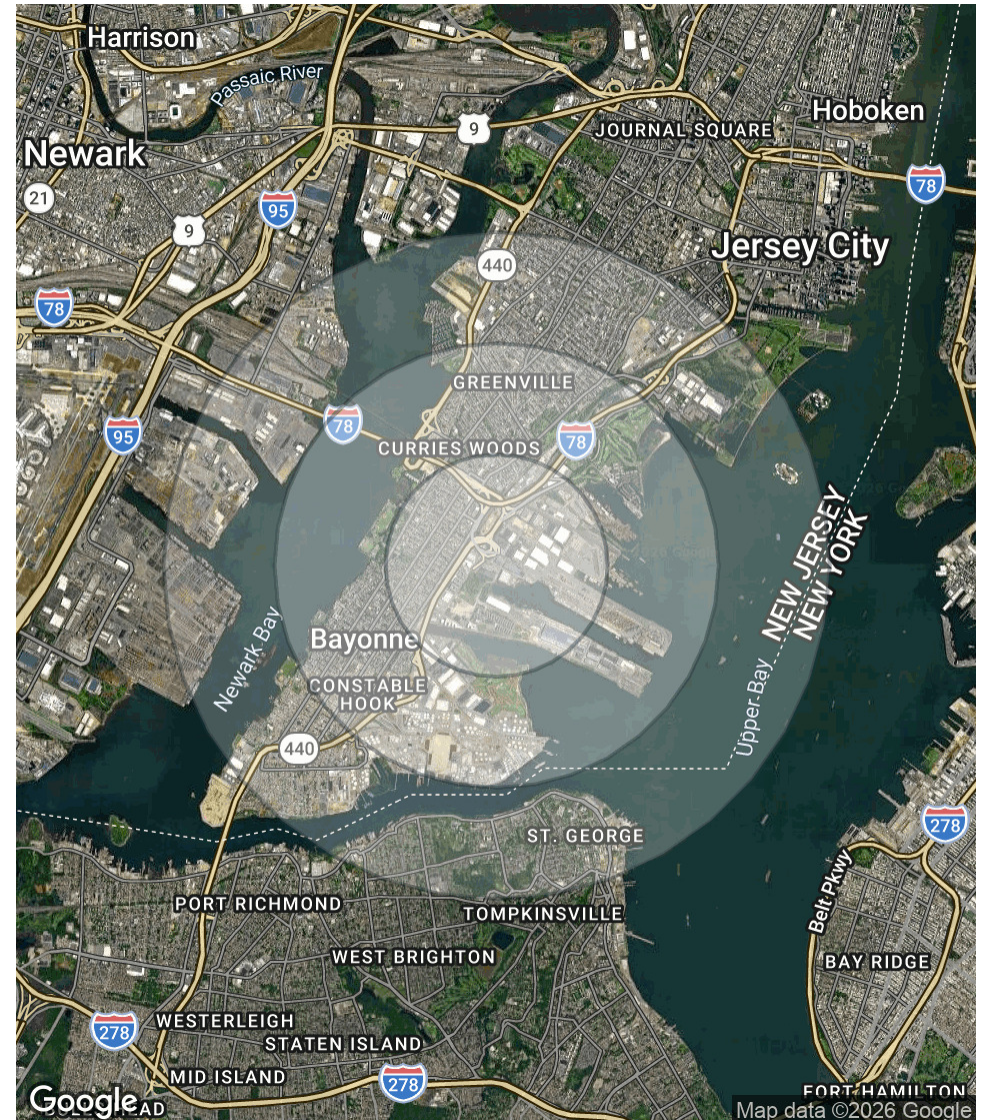 Harrison
Passaic River
Hoboken
9
JOURNAL SQUARE
Newark
78
21
95
9
Jersey City
440
78
GREENVILLE
78
95
78
CURRIES WOODS
NEW JERSEY
NEW YORK
Bayonne
Newark Bay
CONSTABLE
HOOK
Upper Bay
440
278
ST. GEORGE
Belt Pkwy
PORT RICHMOND
TOMPKINSVILLE
WEST BRIGHTON
BAY RIDGE
278
WESTERLEIGH
STATEN ISLAND
MID ISLAND
278
FORT HAMILTON
Google
Map data ©2026 Google